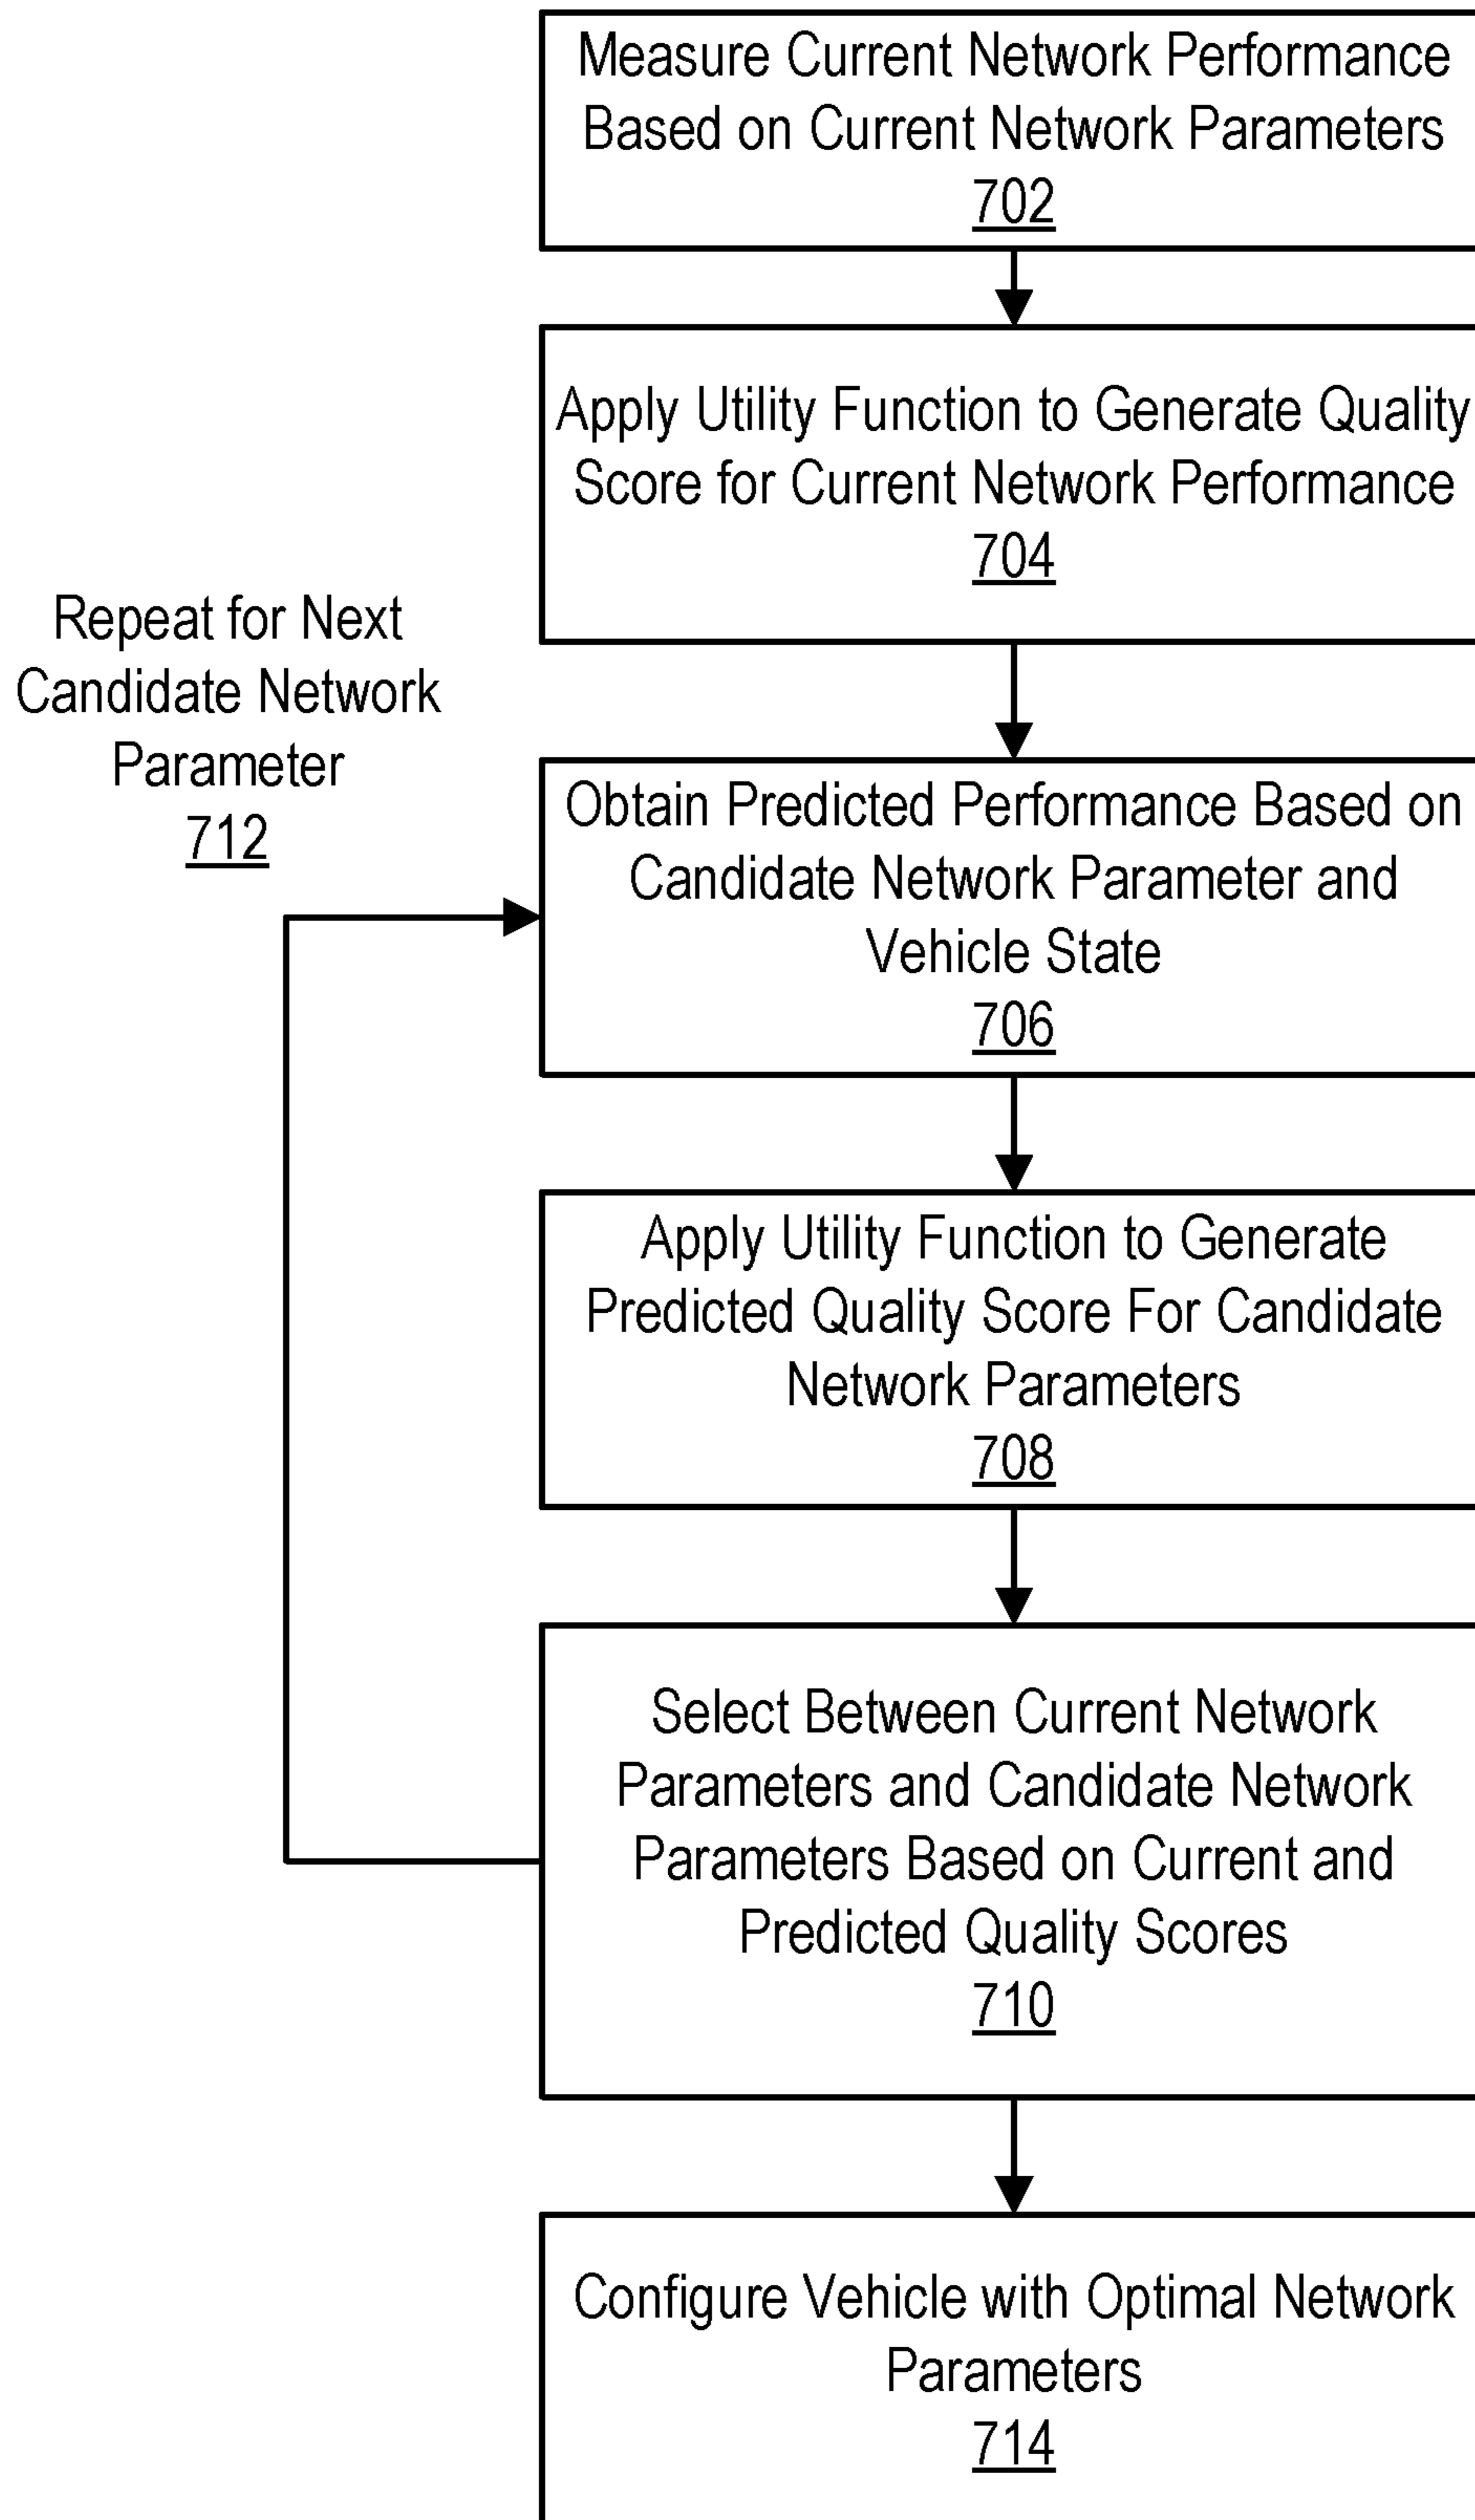 Measure Current Network Performance
Based on Current Network Parameters
702
Apply Utility Function to Generate Quality
Score for Current Network Performance
704
Repeat for Next
Candidate Network
Parameter
712
Obtain Predicted Performance Based on
Candidate Network Parameter and
Vehicle State
706
Apply Utility Function to Generate
Predicted Quality Score For Candidate
Network Parameters
708
Select Between Current Network
Parameters and Candidate Network
Parameters Based on Current and
Predicted Quality Scores
710
Configure Vehicle with Optimal Network
Parameters
714